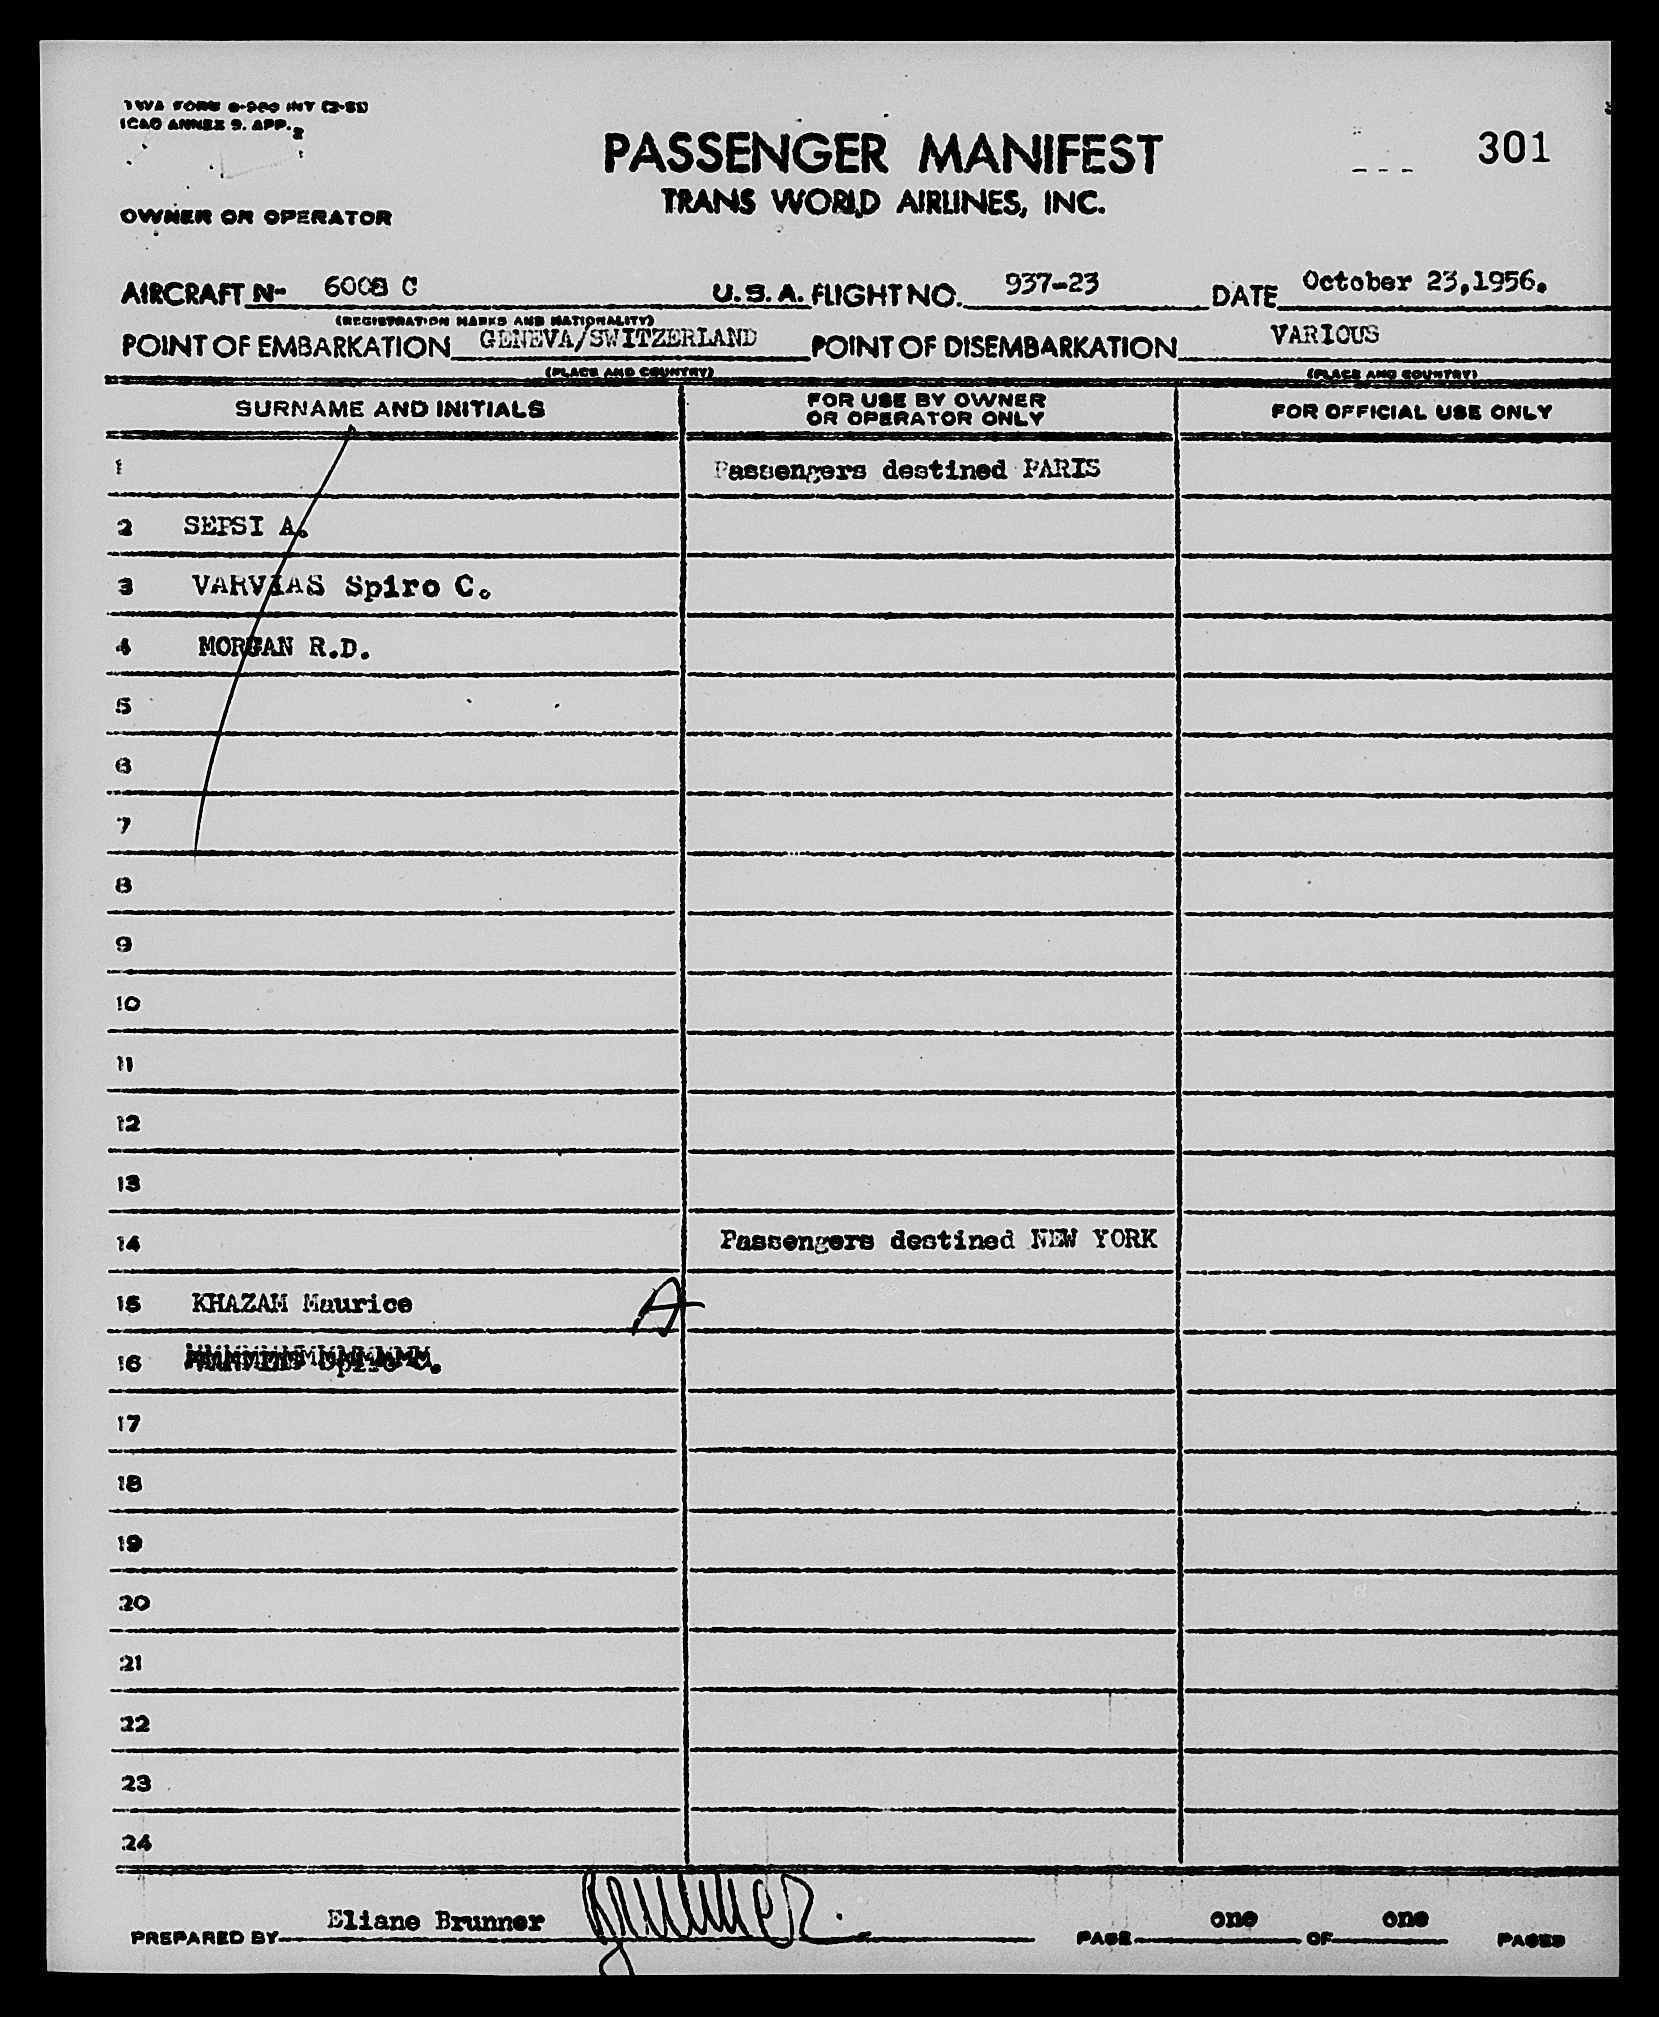 TWA FORM 0-900 INT (2-51)
ICAO ANNEX 9. APP. 2
PASSENGER MANIFEST
301
TRANS WORLD AIRLINES, INC.
OWNER OR OPERATOR
AIRCRAFT Nº 6008 C U.S.A. FLIGHT NO. 937-23 DATE October 23,1956.
(REGISTRATION MARKS AND NATIONALITY)
POINT OF EMBARKATION GENEVA/SWITZERLAND POINT OF DISEMBARKATION VARIOUS
(PLACE AND COUNTRY) (PLACE AND COUNTRY)
SURNAME AND INITIALS FOR USE BY OWNER OR OPERATOR ONLY FOR OFFICIAL USE ONLY
1 Passengers destined PARIS
2 SEPSI A.
3 VARVIAS Spiro C.
4 MORGAN R.D.
5
6
7
8
9
10
11
12
13
14 Passengers destined NEW YORK
15 KHAZAM Maurice A
16 Spiro C.
17
18
19
20
21
22
23
24
PREPARED BY Eliane Brunner Brunner PAGE one OF one PAGES